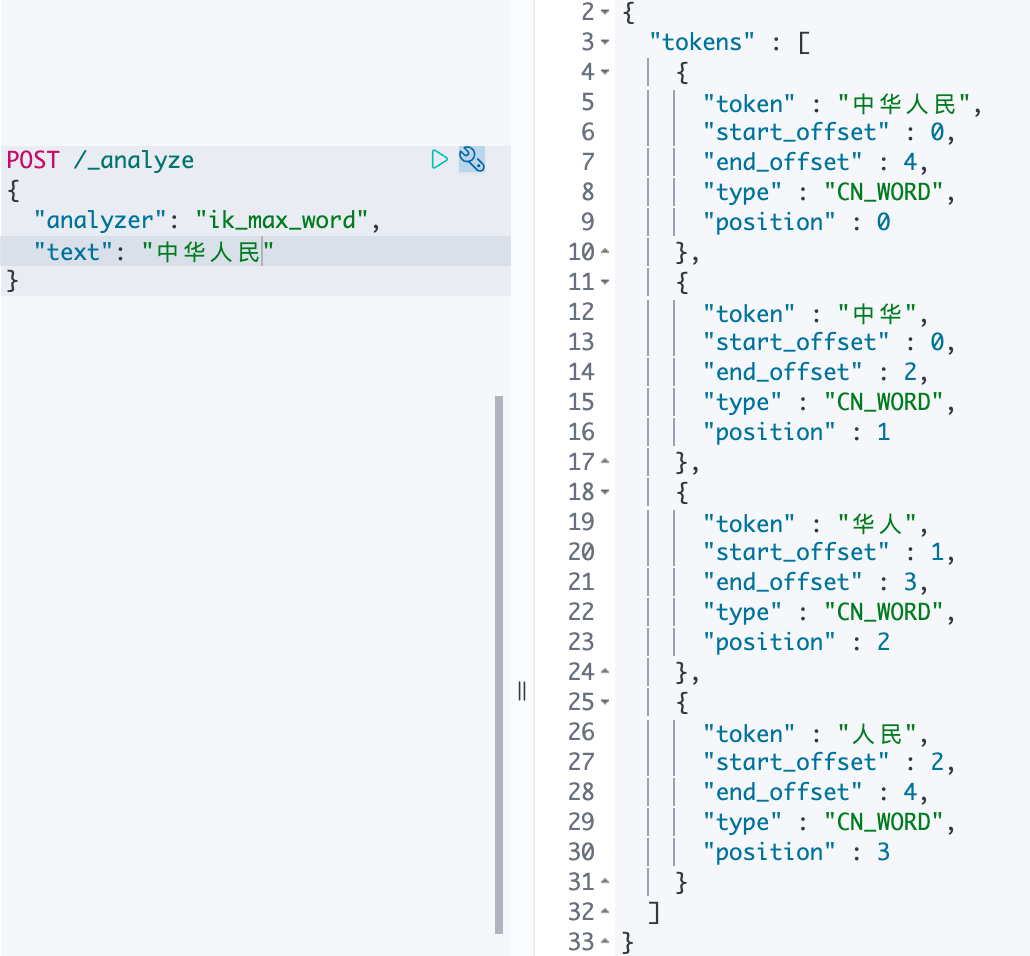 POST /_analyze
{
  "analyzer": "ik_max_word",
  "text": "中华人民"
}
2 {
3   "tokens" : [
4     {
5       "token" : "中华人民",
6       "start_offset" : 0,
7       "end_offset" : 4,
8       "type" : "CN_WORD",
9       "position" : 0
10     },
11     {
12       "token" : "中华",
13       "start_offset" : 0,
14       "end_offset" : 2,
15       "type" : "CN_WORD",
16       "position" : 1
17     },
18     {
19       "token" : "华人",
20       "start_offset" : 1,
21       "end_offset" : 3,
22       "type" : "CN_WORD",
23       "position" : 2
24     },
25     {
26       "token" : "人民",
27       "start_offset" : 2,
28       "end_offset" : 4,
29       "type" : "CN_WORD",
30       "position" : 3
31     }
32   ]
33 }